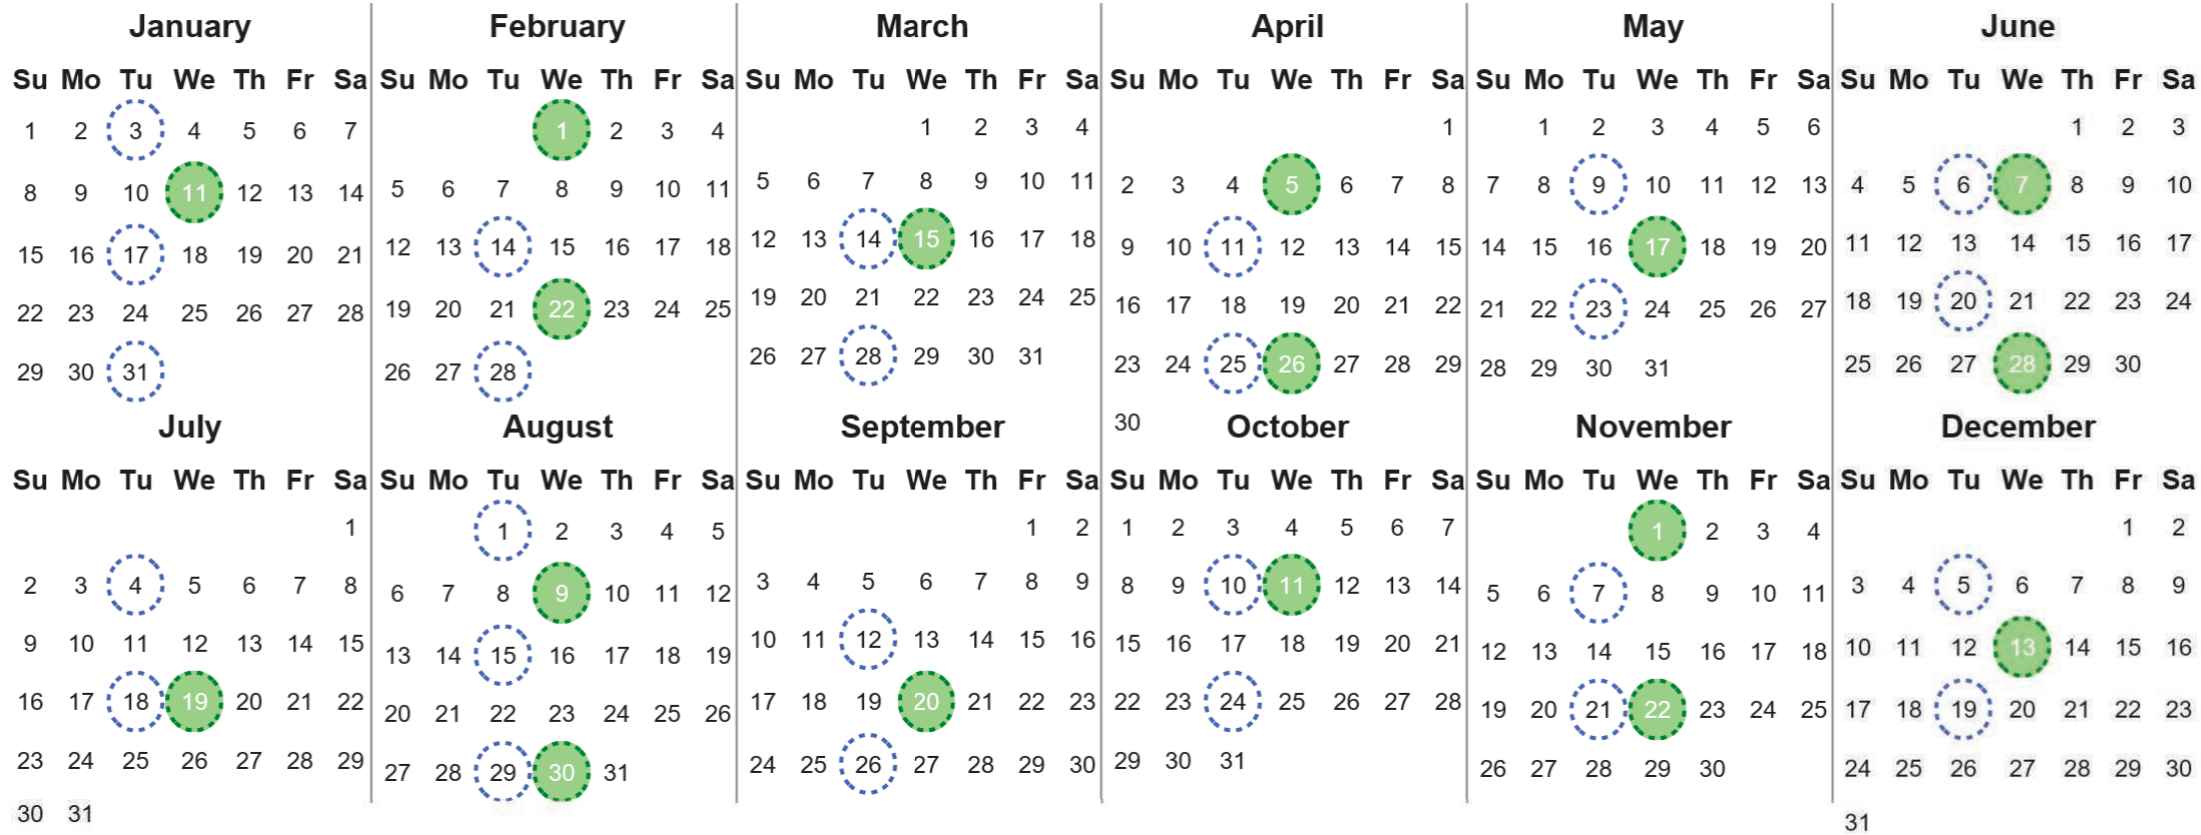 January February March April May June
Su Mo Tu We Th Fr Sa Su Mo Tu We Th Fr Sa Su Mo Tu We Th Fr Sa Su Mo Tu We Th Fr Sa Su Mo Tu We Th Fr Sa Su Mo Tu We Th Fr Sa
1 2 3 4 5 6 7 1 2 3 4 1 2 3 4 1 1 2 3 4 5 6 1 2 3
8 9 10 11 12 13 14 5 6 7 8 9 10 11 5 6 7 8 9 10 11 2 3 4 5 6 7 8 7 8 9 10 11 12 13 4 5 6 7 8 9 10
15 16 17 18 19 20 21 12 13 14 15 16 17 18 12 13 14 15 16 17 18 9 10 11 12 13 14 15 14 15 16 17 18 19 20 11 12 13 14 15 16 17
22 23 24 25 26 27 28 19 20 21 22 23 24 25 19 20 21 22 23 24 25 16 17 18 19 20 21 22 21 22 23 24 25 26 27 18 19 20 21 22 23 24
29 30 31 26 27 28 26 27 28 29 30 31 23 24 25 26 27 28 29 28 29 30 31 25 26 27 28 29 30
30
July August September October November December
Su Mo Tu We Th Fr Sa Su Mo Tu We Th Fr Sa Su Mo Tu We Th Fr Sa Su Mo Tu We Th Fr Sa Su Mo Tu We Th Fr Sa Su Mo Tu We Th Fr Sa
1 1 2 3 4 5 1 2 1 2 3 4 5 6 7 1 2 3 4 1 2
2 3 4 5 6 7 8 6 7 8 9 10 11 12 3 4 5 6 7 8 9 8 9 10 11 12 13 14 5 6 7 8 9 10 11 3 4 5 6 7 8 9
9 10 11 12 13 14 15 13 14 15 16 17 18 19 10 11 12 13 14 15 16 15 16 17 18 19 20 21 12 13 14 15 16 17 18 10 11 12 13 14 15 16
16 17 18 19 20 21 22 20 21 22 23 24 25 26 17 18 19 20 21 22 23 22 23 24 25 26 27 28 19 20 21 22 23 24 25 17 18 19 20 21 22 23
23 24 25 26 27 28 29 27 28 29 30 31 24 25 26 27 28 29 30 29 30 31 26 27 28 29 30 24 25 26 27 28 29 30
30 31 31